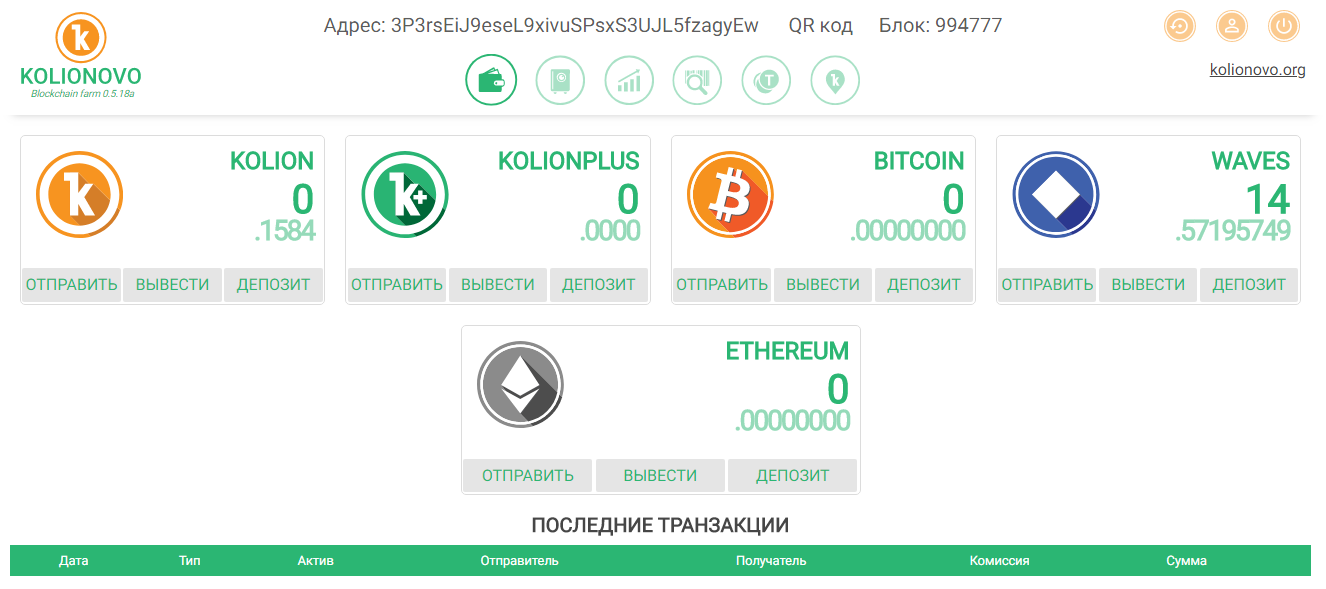 Адрес: 3P3rsEiJ9eseL9xivuSPsxS3UJL5fzagyEw QR код Блок: 994777
KOLIONOVO
Blockchain farm 0.5.18a
kolionovo.org
KOLION
0
.1584
ОТПРАВИТЬ ВЫВЕСТИ ДЕПОЗИТ
KOLIONPLUS
0
.0000
ОТПРАВИТЬ ВЫВЕСТИ ДЕПОЗИТ
BITCOIN
0
.00000000
ОТПРАВИТЬ ВЫВЕСТИ ДЕПОЗИТ
WAVES
14
.57195749
ОТПРАВИТЬ ВЫВЕСТИ ДЕПОЗИТ
ETHEREUM
0
.00000000
ОТПРАВИТЬ ВЫВЕСТИ ДЕПОЗИТ
ПОСЛЕДНИЕ ТРАНЗАКЦИИ
Дата Тип Актив Отправитель Получатель Комиссия Сумма